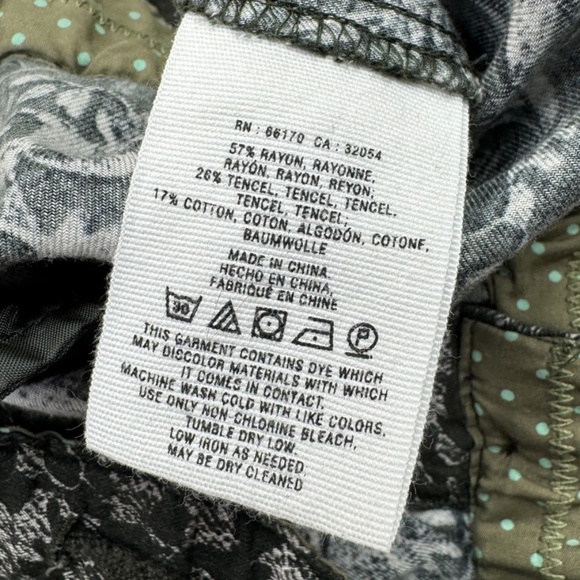 RN : 66170 CA : 32054
57% RAYON, RAYONNE,
RAYÓN, RAYON, REYON;
26% TENCEL, TENCEL, TENCEL,
TENCEL, TENCEL;
17% COTTON, COTON, ALGODÓN, COTONE,
BAUMWOLLE
MADE IN CHINA
HECHO EN CHINA
FABRIQUÉ EN CHINE
30 P
THIS GARMENT CONTAINS DYE WHICH
MAY DISCOLOR MATERIALS WITH WHICH
IT COMES IN CONTACT.
MACHINE WASH COLD WITH LIKE COLORS.
USE ONLY NON CHLORINE BLEACH.
TUMBLE DRY LOW.
LOW IRON AS NEEDED.
MAY BE DRY CLEANED